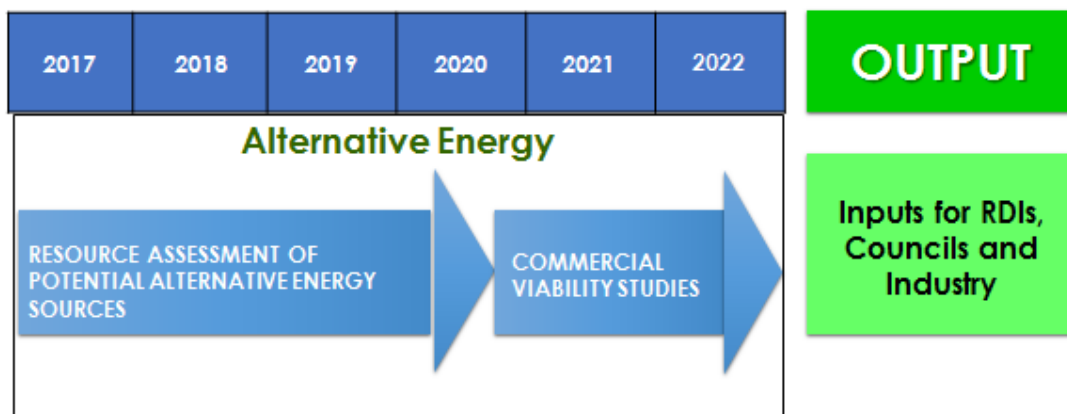 2017 2018 2019 2020 2021 2022
OUTPUT
Alternative Energy
RESOURCE ASSESSMENT OF
POTENTIAL ALTERNATIVE ENERGY
SOURCES
COMMERCIAL
VIABILITY STUDIES
Inputs for RDIs,
Councils and
Industry